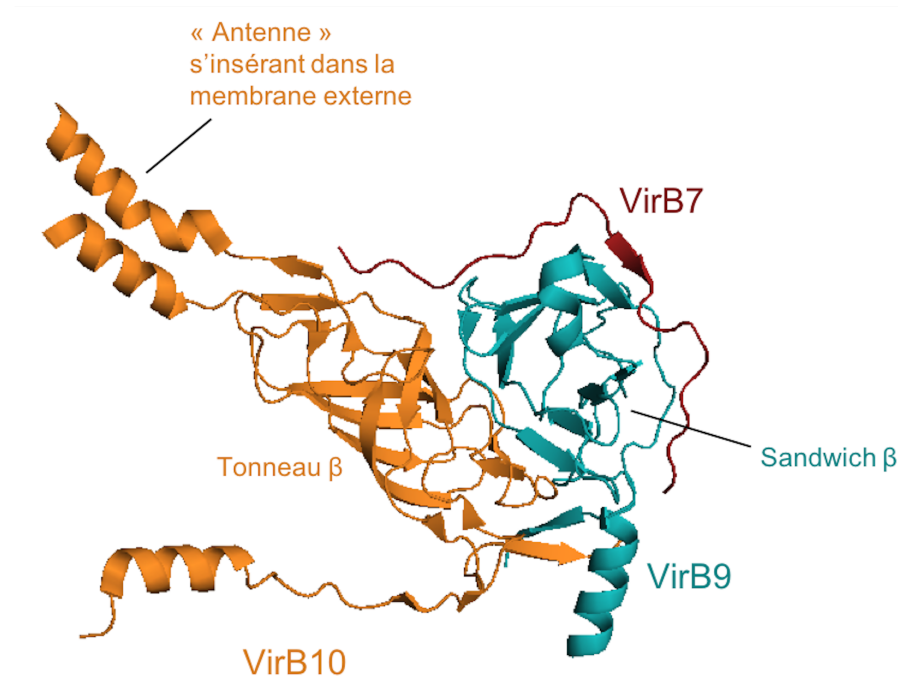 « Antenne »
s’insérant dans la
membrane externe
VirB7
Tonneau β
Sandwich β
VirB9
VirB10